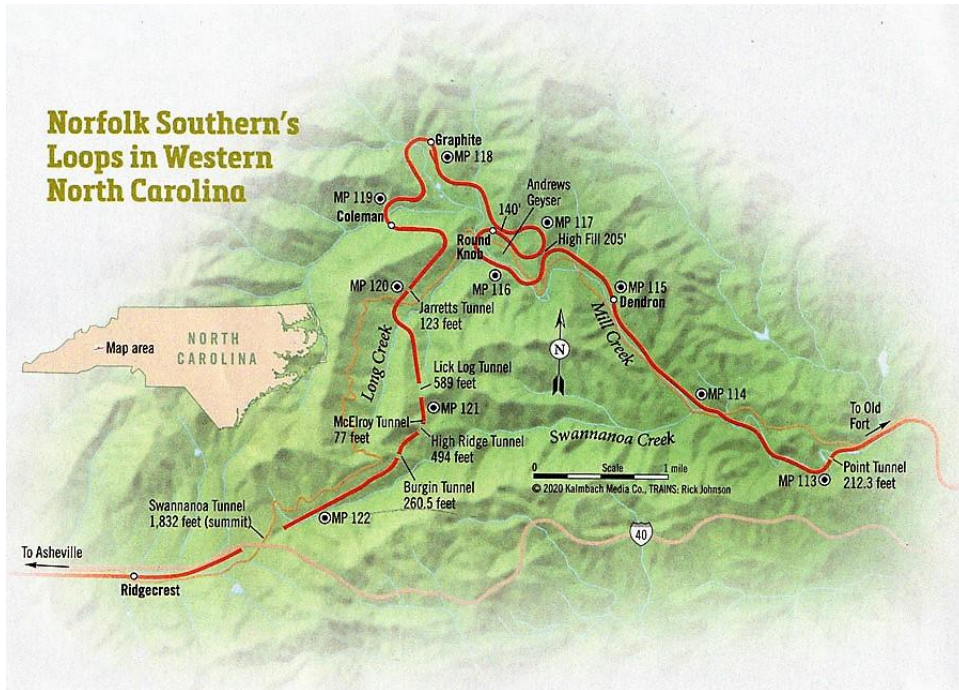 Norfolk Southern's
Loops in Western
North Carolina
Graphite
MP 118
MP 119
Coleman
Andrews
Geyser
140'
MP 117
Round
Knob
High Fill 205'
MP 116
MP 120
MP 115
Dendron
Jarretts Tunnel
123 feet
Mill Creek
Long Creek
N
NORTH
CAROLINA
Map area
Lick Log Tunnel
589 feet
MP 121
MP 114
McElroy Tunnel
77 feet
High Ridge Tunnel
494 feet
Swannanoa Creek
To Old
Fort
0 Scale 1 mile
© 2020 Kalmbach Media Co., TRAINS: Rick Johnson
Point Tunnel
212.3 feet
MP 113
Burgin Tunnel
260.5 feet
Swannanoa Tunnel
1,832 feet (summit)
MP 122
40
To Asheville
Ridgecrest